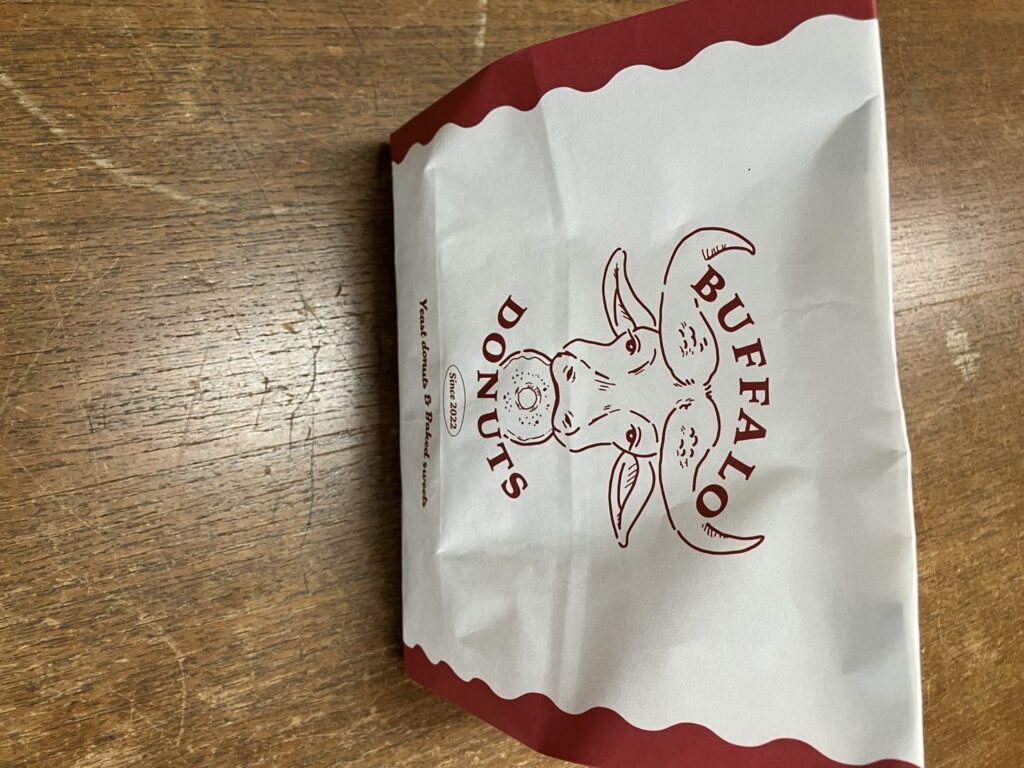 BUFFALO
DONUTS
Since 2022
Yeast donuts & Baked sweets